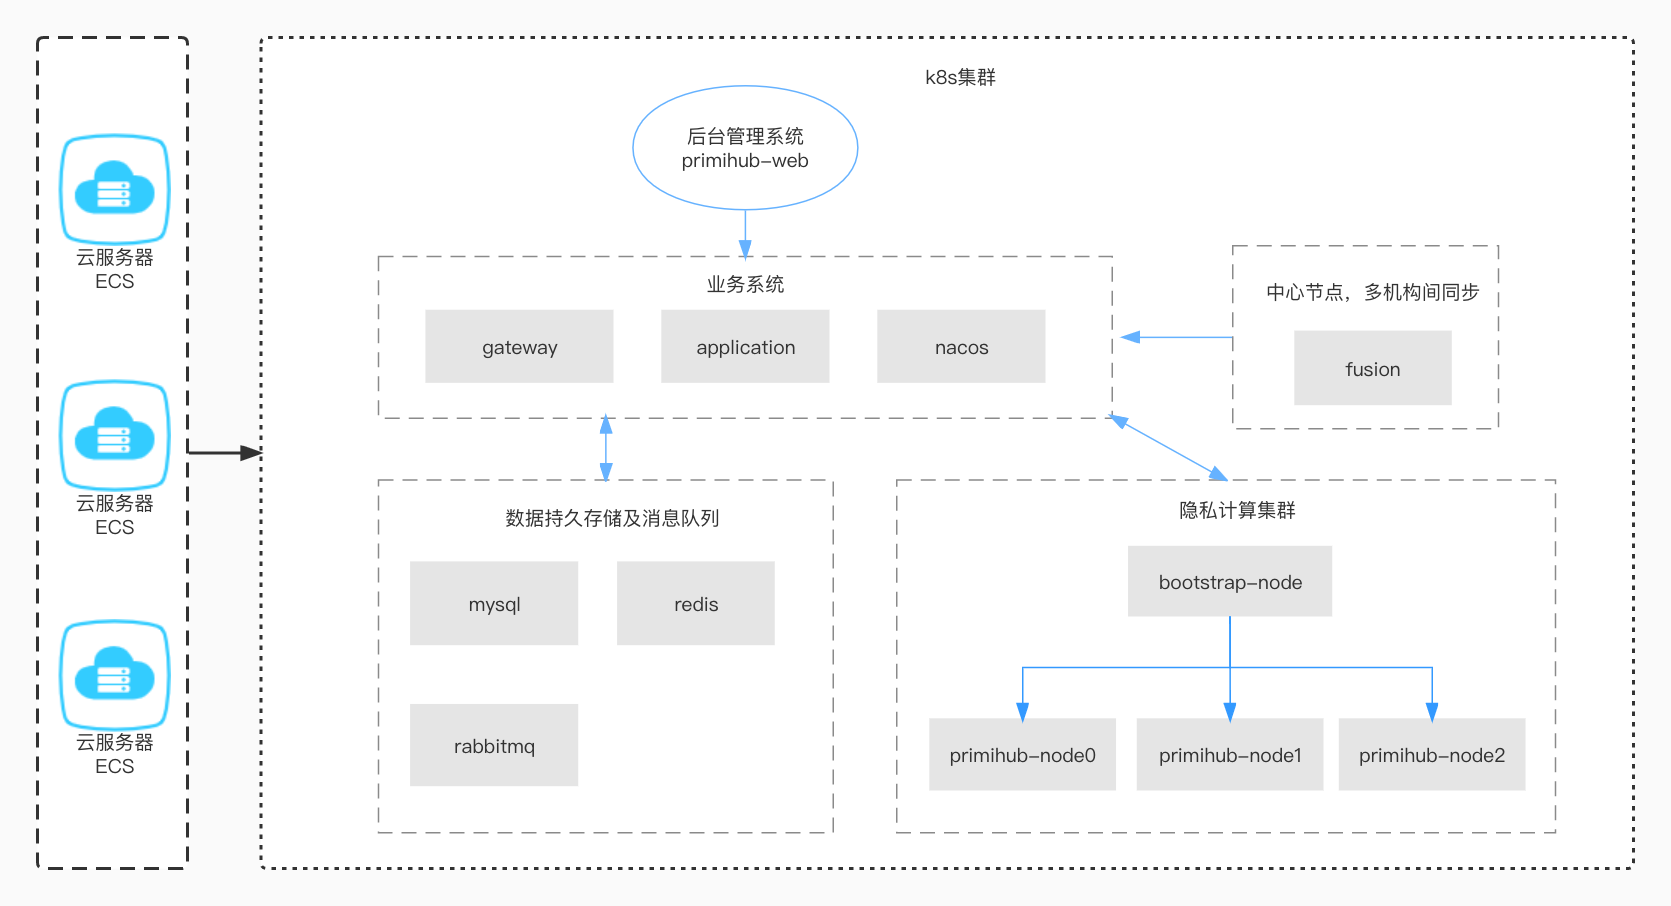 云服务器
ECS
云服务器
ECS
云服务器
ECS
k8s集群
后台管理系统
primihub-web
业务系统
gateway
application
nacos
中心节点，多机构间同步
fusion
数据持久存储及消息队列
mysql
redis
rabbitmq
隐私计算集群
bootstrap-node
primihub-node0
primihub-node1
primihub-node2